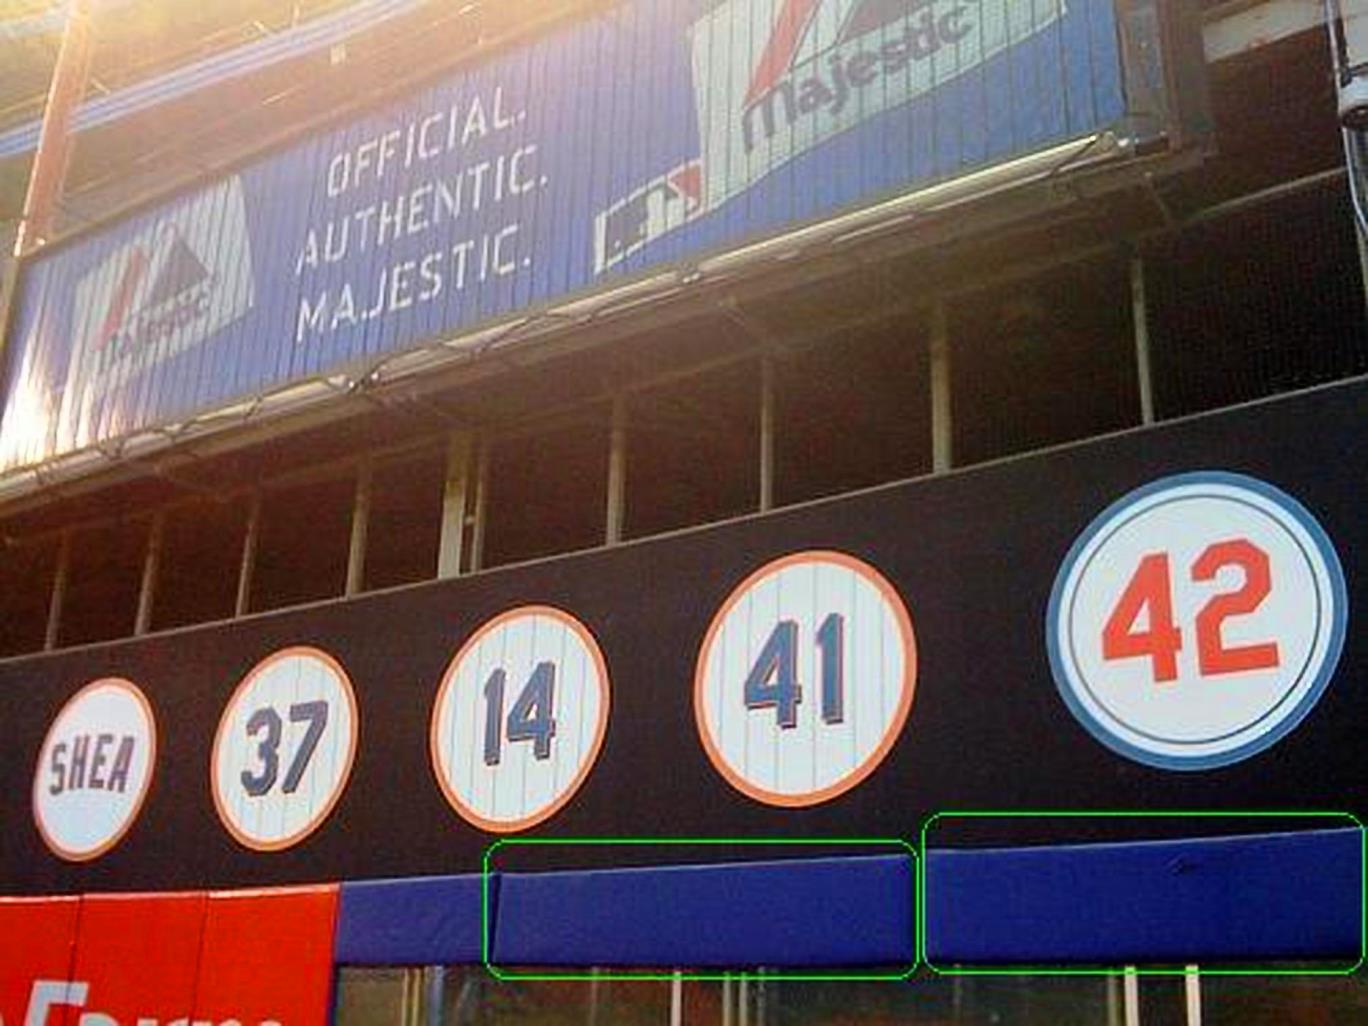 majestic
OFFICIAL.
AUTHENTIC.
MAJESTIC.
majestic
SHEA
37
14
41
42